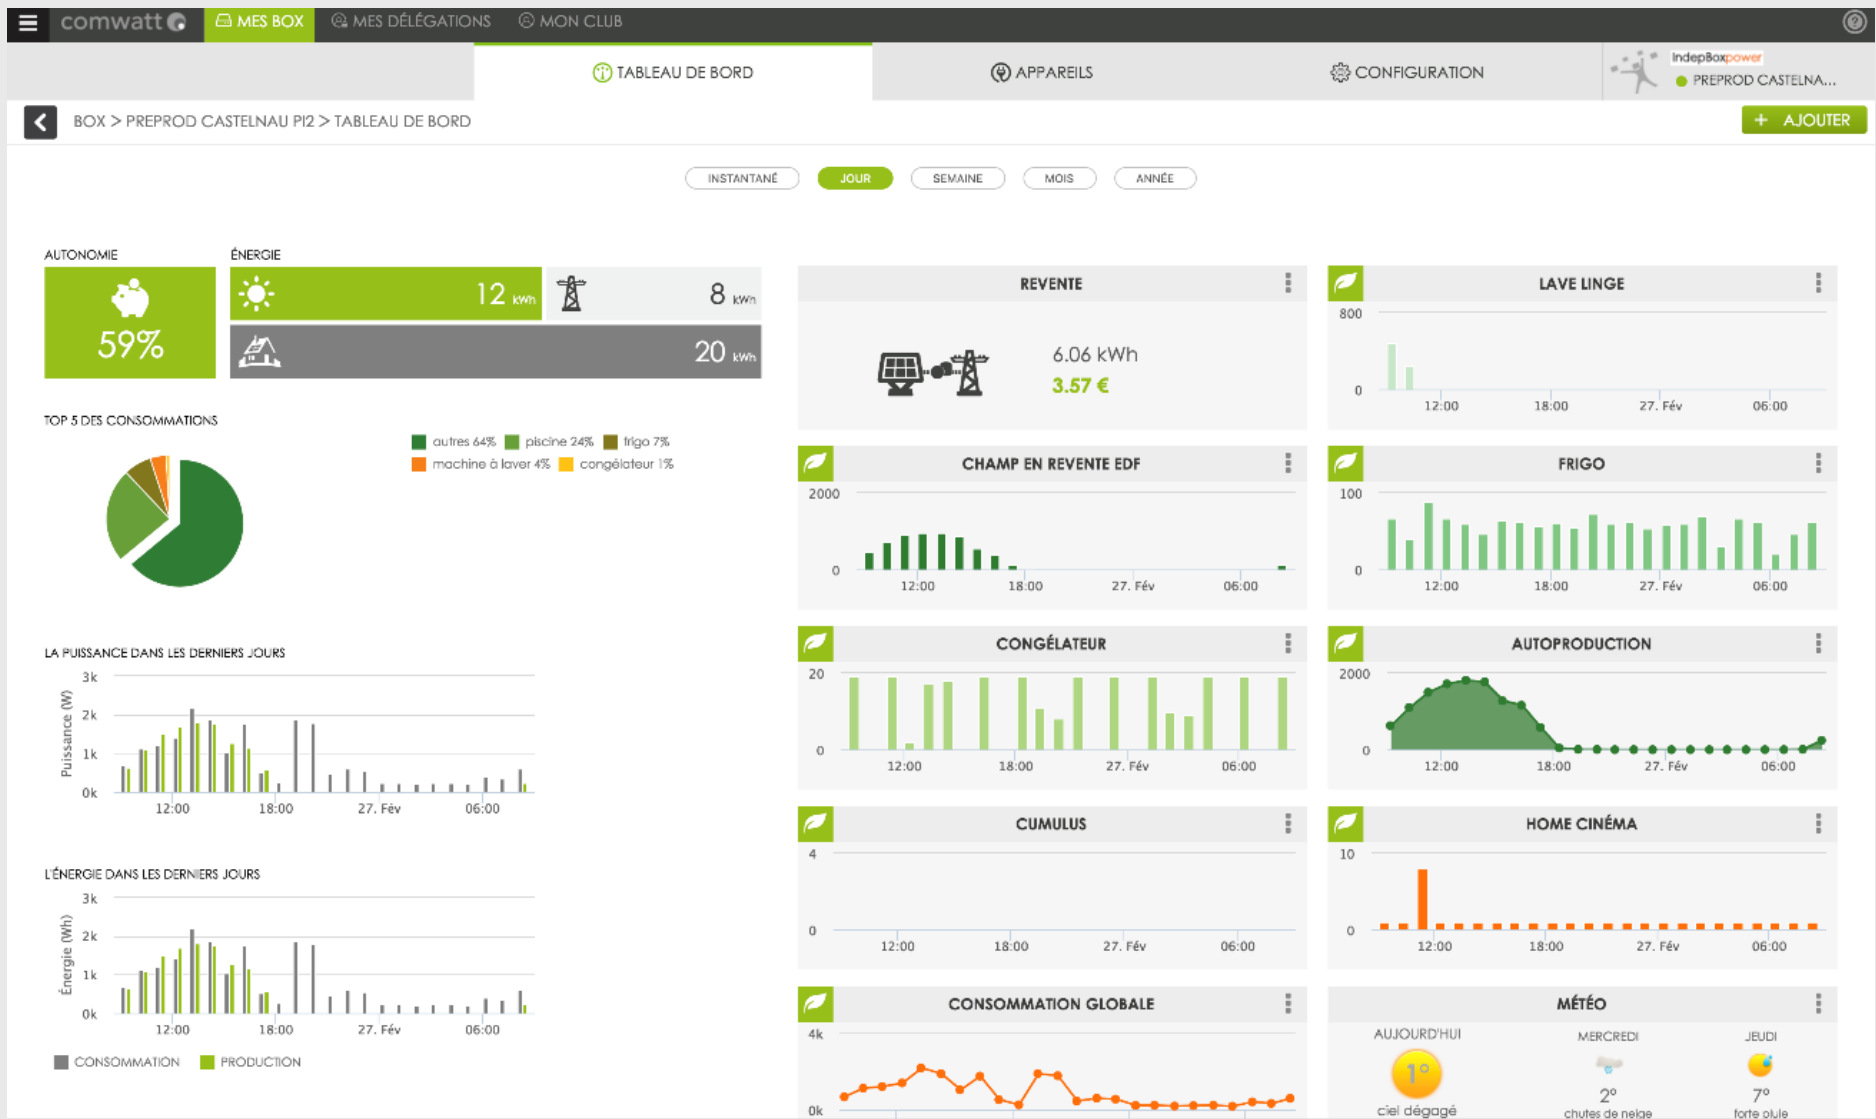 comwatt MES BOX MES DÉLÉGATIONS MON CLUB
TABLEAU DE BORD APPAREILS CONFIGURATION
IndepBoxpower
PREPROD CASTELNA...
BOX > PREPROD CASTELNAU PI2 > TABLEAU DE BORD
+ AJOUTER
INSTANTANÉ JOUR SEMAINE MOIS ANNÉE
AUTONOMIE
59%
ÉNERGIE
12 kWh 8 kWh
20 kWh
TOP 5 DES CONSOMMATIONS
autres 64% piscine 24% frigo 7%
machine à laver 4% congélateur 1%
LA PUISSANCE DANS LES DERNIERS JOURS
Puissance (W)
3k
2k
1k
0k
12:00 18:00 27. Fév 06:00
L'ÉNERGIE DANS LES DERNIERS JOURS
Énergie (Wh)
3k
2k
1k
0k
12:00 18:00 27. Fév 06:00
CONSOMMATION PRODUCTION
REVENTE
6.06 kWh
3.57 €
LAVE LINGE
800
0
12:00 18:00 27. Fév 06:00
CHAMP EN REVENTE EDF
2000
0
12:00 18:00 27. Fév 06:00
FRIGO
100
0
12:00 18:00 27. Fév 06:00
CONGÉLATEUR
20
0
12:00 18:00 27. Fév 06:00
AUTOPRODUCTION
2000
0
12:00 18:00 27. Fév 06:00
CUMULUS
4
0
12:00 18:00 27. Fév 06:00
HOME CINÉMA
10
0
12:00 18:00 27. Fév 06:00
CONSOMMATION GLOBALE
4k
0k
MÉTÉO
AUJOURD'HUI MERCREDI JEUDI
1°
2° 7°
ciel dégagé chutes de neige forte pluie